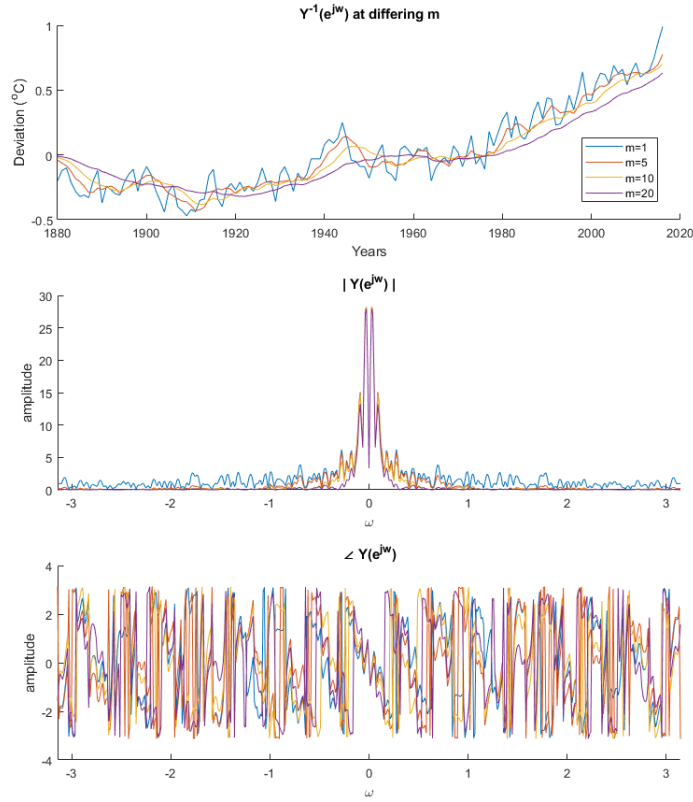 Y-1(ejw) at differing m
1
0.5
0
-0.5
Deviation (oC)
1880 1900 1920 1940 1960 1980 2000 2020
Years
m=1
m=5
m=10
m=20
| Y(ejw) |
30
25
20
15
10
5
0
amplitude
-3 -2 -1 0 1 2 3
ω
∠ Y(ejw)
4
2
0
-2
-4
amplitude
-3 -2 -1 0 1 2 3
ω